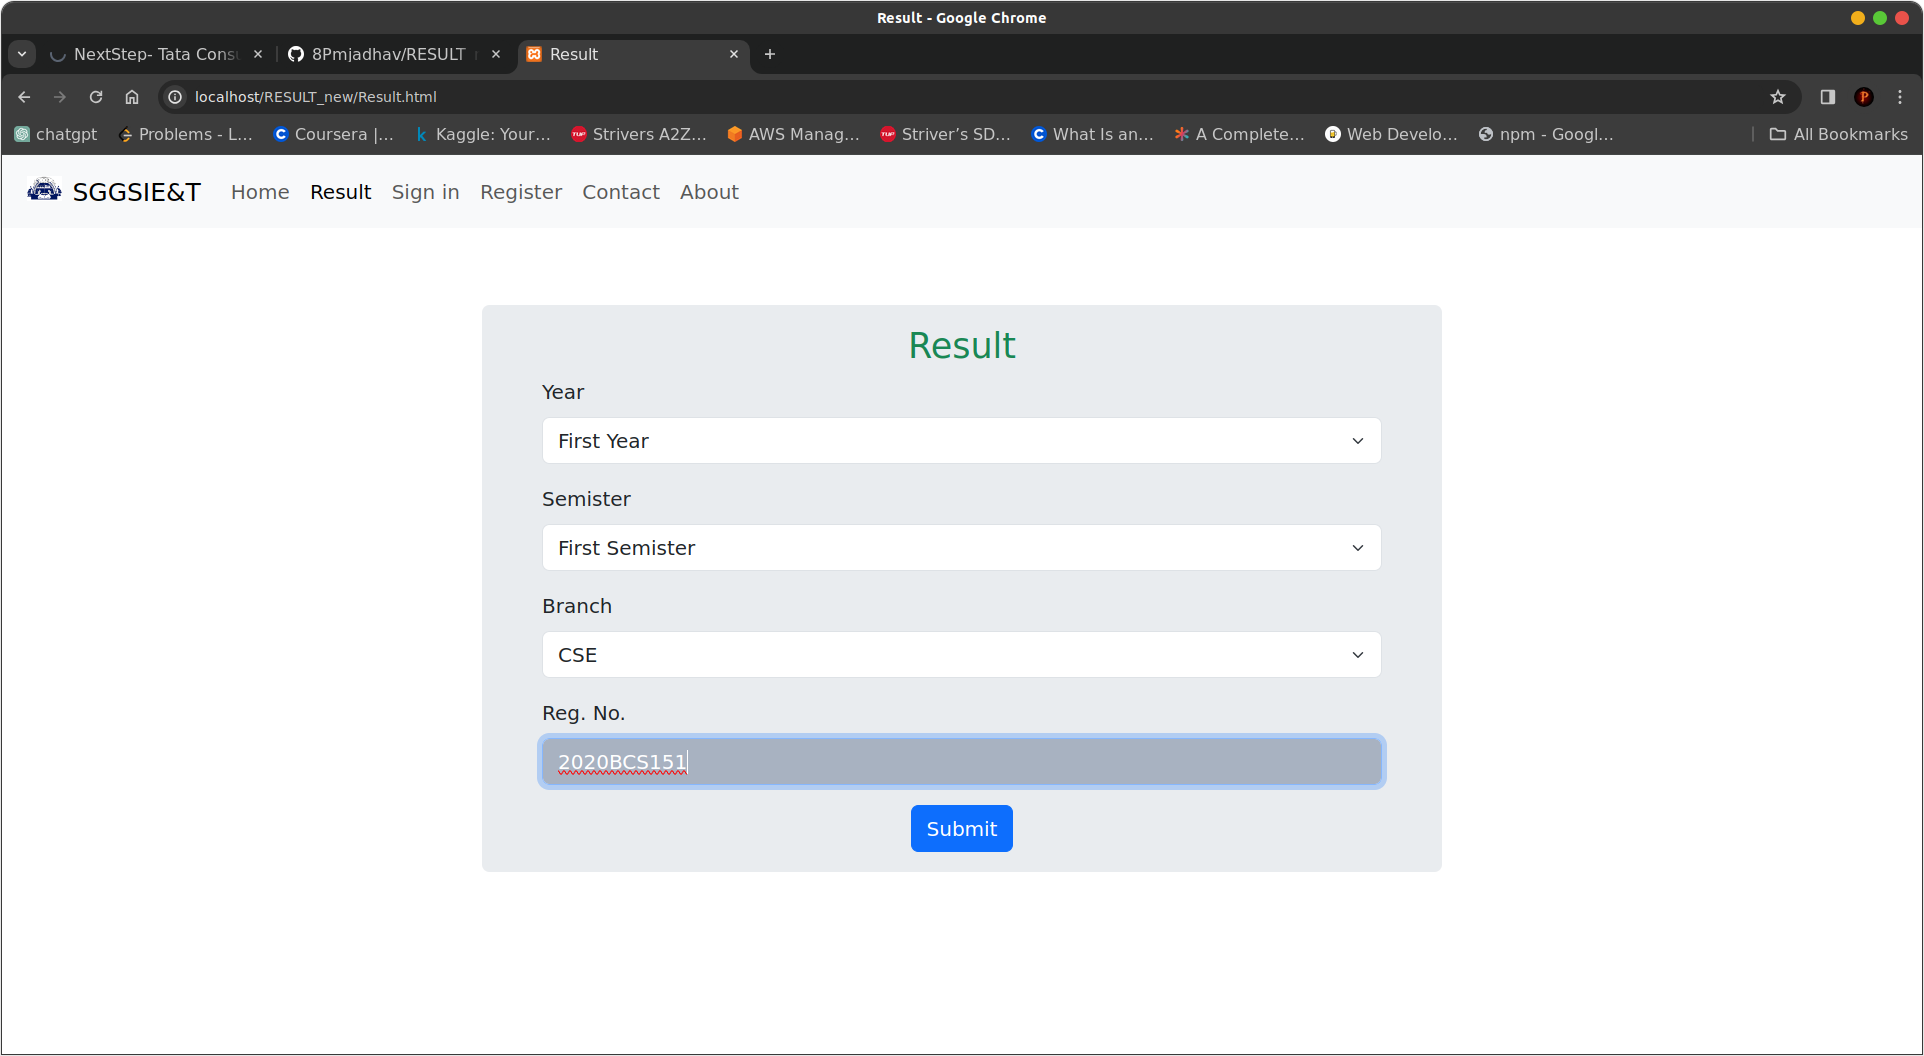 Result - Google Chrome
NextStep- Tata Cons
8Pmjadhav/RESULT
Result
localhost/RESULT_new/Result.html
chatgpt
Problems - L...
Coursera |...
Kaggle: Your...
Strivers A2Z...
AWS Manag...
Striver's SD...
What Is an...
A Complete...
Web Develo...
npm - Googl...
All Bookmarks
SGGSIE&T
Home
Result
Sign in
Register
Contact
About
Result
Year
First Year
Semister
First Semister
Branch
CSE
Reg. No.
2020BCS151
Submit